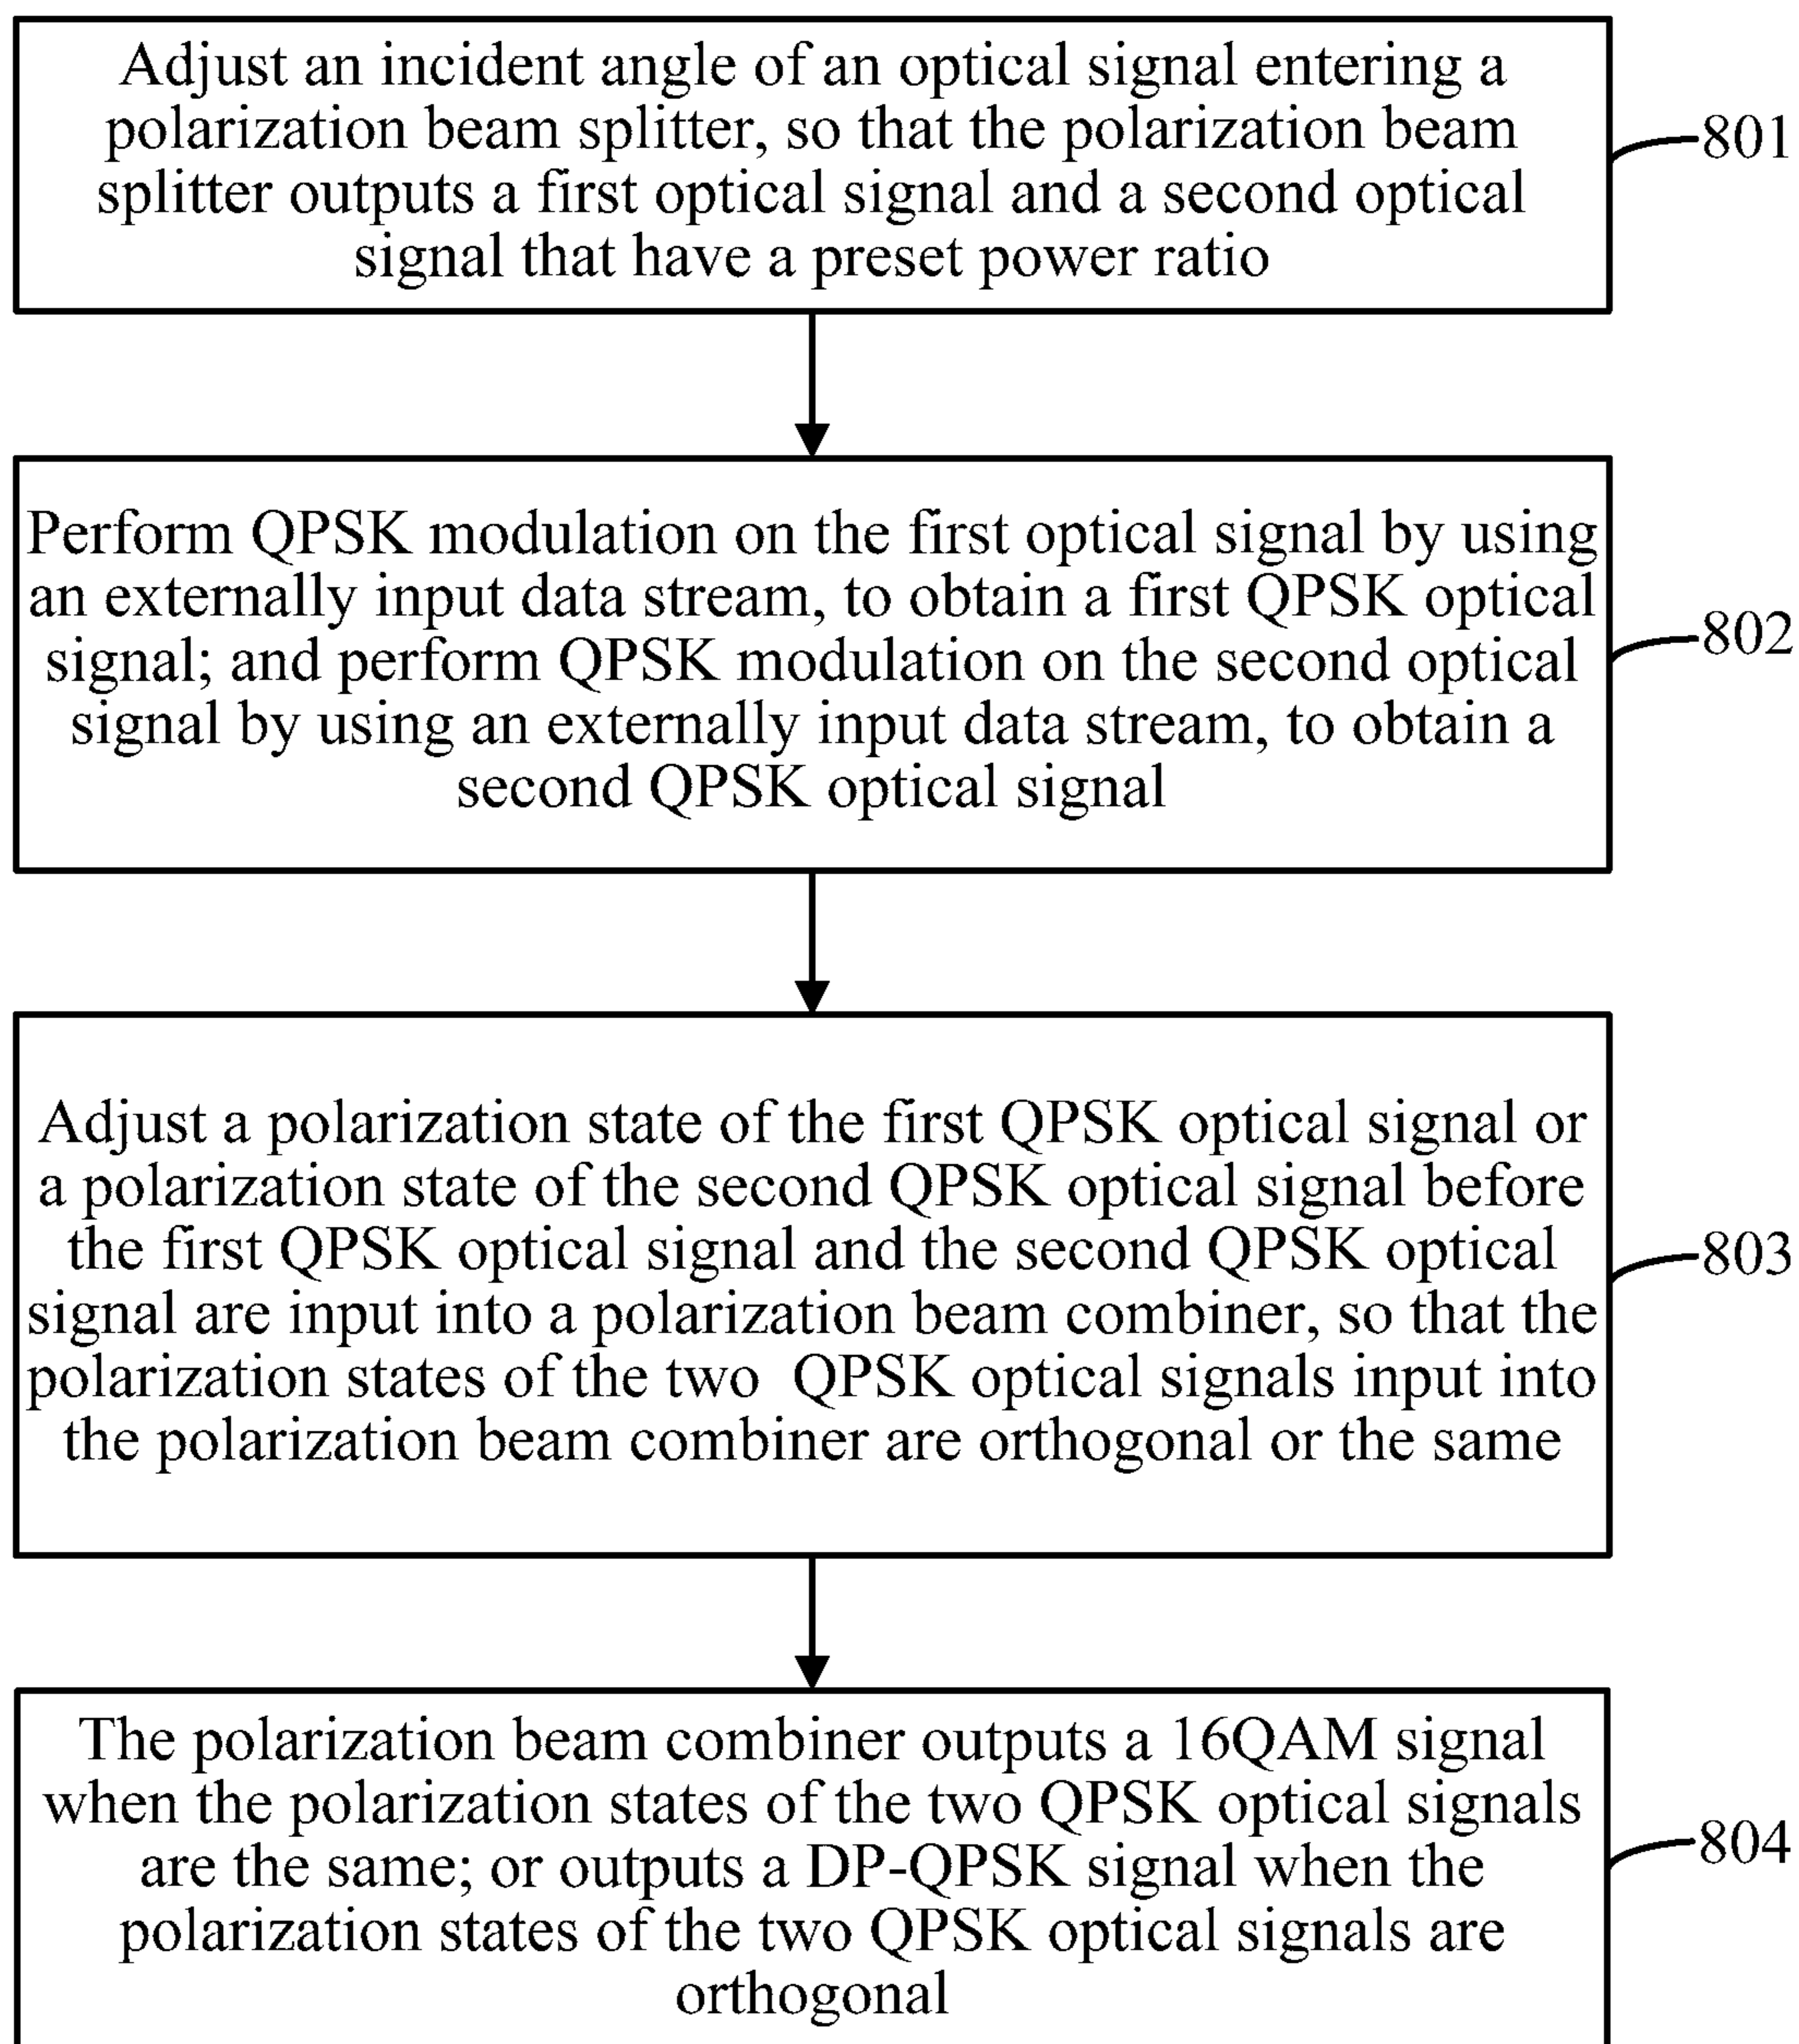 Adjust an incident angle of an optical signal entering a
polarization beam splitter, so that the polarization beam
splitter outputs a first optical signal and a second optical
signal that have a preset power ratio
801
Perform QPSK modulation on the first optical signal by using
an externally input data stream, to obtain a first QPSK optical
signal; and perform QPSK modulation on the second optical
signal by using an externally input data stream, to obtain a
second QPSK optical signal
802
Adjust a polarization state of the first QPSK optical signal or
a polarization state of the second QPSK optical signal before
the first QPSK optical signal and the second QPSK optical
signal are input into a polarization beam combiner, so that the
polarization states of the two QPSK optical signals input into
the polarization beam combiner are orthogonal or the same
803
The polarization beam combiner outputs a 16QAM signal
when the polarization states of the two QPSK optical signals
are the same; or outputs a DP-QPSK signal when the
polarization states of the two QPSK optical signals are
orthogonal
804